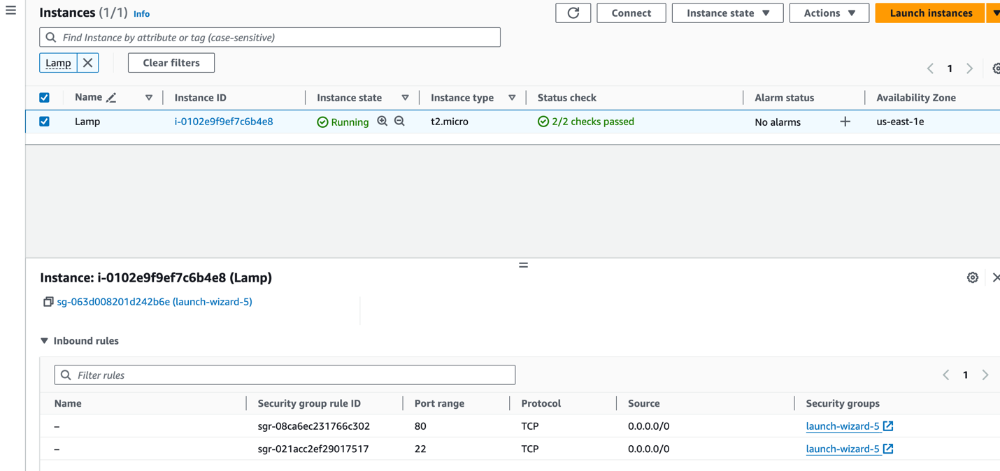 Instances (1/1) Info Connect Instance state Actions Launch instances
Find Instance by attribute or tag (case-sensitive)
Lamp Clear filters
1
Name Instance ID Instance state Instance type Status check Alarm status Availability Zone
Lamp i-0102e9f9ef7c6b4e8 Running t2.micro 2/2 checks passed No alarms us-east-1e
Instance: i-0102e9f9ef7c6b4e8 (Lamp)
sg-063d008201d242b6e (launch-wizard-5)
Inbound rules
Filter rules 1
Name Security group rule ID Port range Protocol Source Security groups
– sgr-08ca6ec231766c302 80 TCP 0.0.0.0/0 launch-wizard-5
– sgr-021acc2ef29017517 22 TCP 0.0.0.0/0 launch-wizard-5